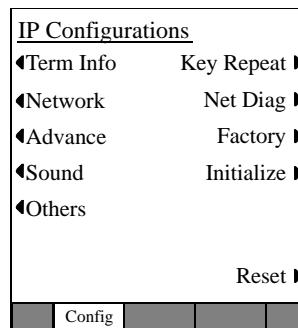 IP Configurations
Term Info Key Repeat
Network Net Diag
Advance Factory
Sound Initialize
Others
Reset
Config